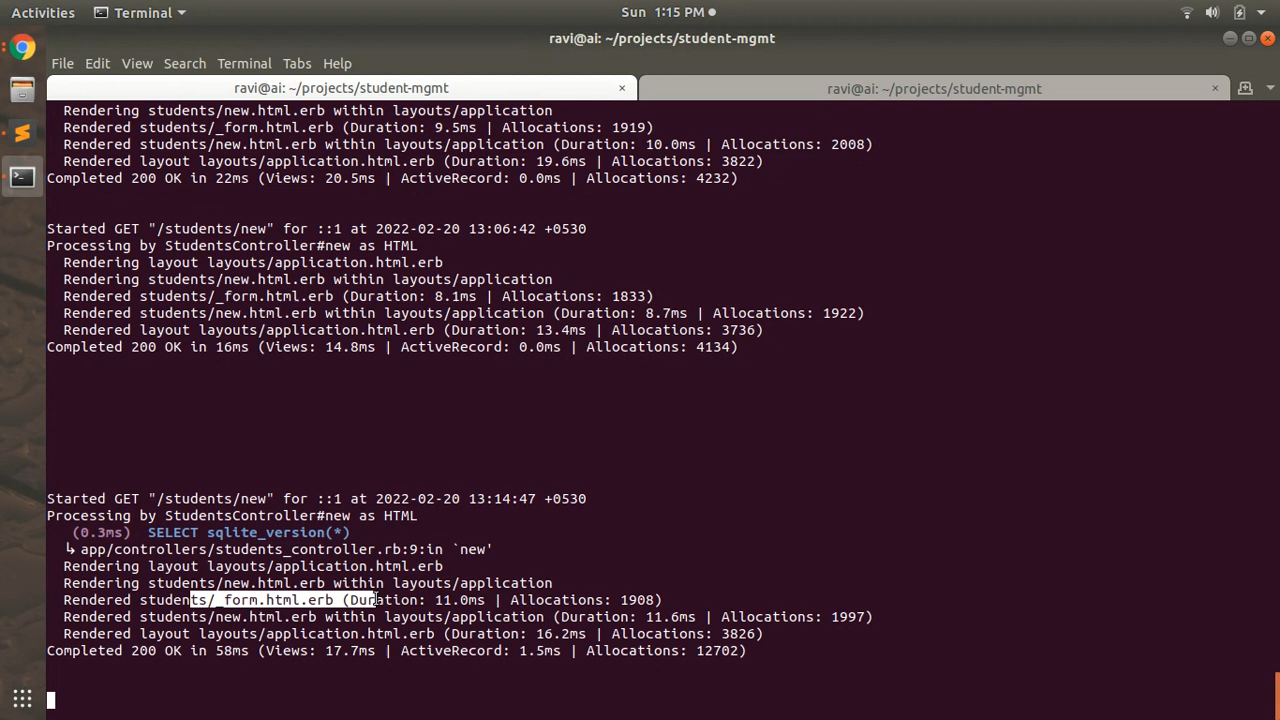 Activities
Terminal
Sun 1:15 PM
ravi@ai: ~/projects/student-mgmt
File Edit View Search Terminal Tabs Help
ravi@ai: ~/projects/student-mgmt × ravi@ai: ~/projects/student-mgmt ×
Rendering students/new.html.erb within layouts/application
Rendered students/_form.html.erb (Duration: 9.5ms | Allocations: 1919)
Rendered students/new.html.erb within layouts/application (Duration: 10.0ms | Allocations: 2008)
Rendered layout layouts/application.html.erb (Duration: 19.6ms | Allocations: 3822)
Completed 200 OK in 22ms (Views: 20.5ms | ActiveRecord: 0.0ms | Allocations: 4232)
Started GET "/students/new" for ::1 at 2022-02-20 13:06:42 +0530
Processing by StudentsController#new as HTML
Rendering layout layouts/application.html.erb
Rendering students/new.html.erb within layouts/application
Rendered students/_form.html.erb (Duration: 8.1ms | Allocations: 1833)
Rendered students/new.html.erb within layouts/application (Duration: 8.7ms | Allocations: 1922)
Rendered layout layouts/application.html.erb (Duration: 13.4ms | Allocations: 3736)
Completed 200 OK in 16ms (Views: 14.8ms | ActiveRecord: 0.0ms | Allocations: 4134)
Started GET "/students/new" for ::1 at 2022-02-20 13:14:47 +0530
Processing by StudentsController#new as HTML
(0.3ms) SELECT sqlite_version(*)
↳ app/controllers/students_controller.rb:9:in `new'
Rendering layout layouts/application.html.erb
Rendering students/new.html.erb within layouts/application
Rendered students/_form.html.erb (Duration: 11.0ms | Allocations: 1908)
Rendered students/new.html.erb within layouts/application (Duration: 11.6ms | Allocations: 1997)
Rendered layout layouts/application.html.erb (Duration: 16.2ms | Allocations: 3826)
Completed 200 OK in 58ms (Views: 17.7ms | ActiveRecord: 1.5ms | Allocations: 12702)